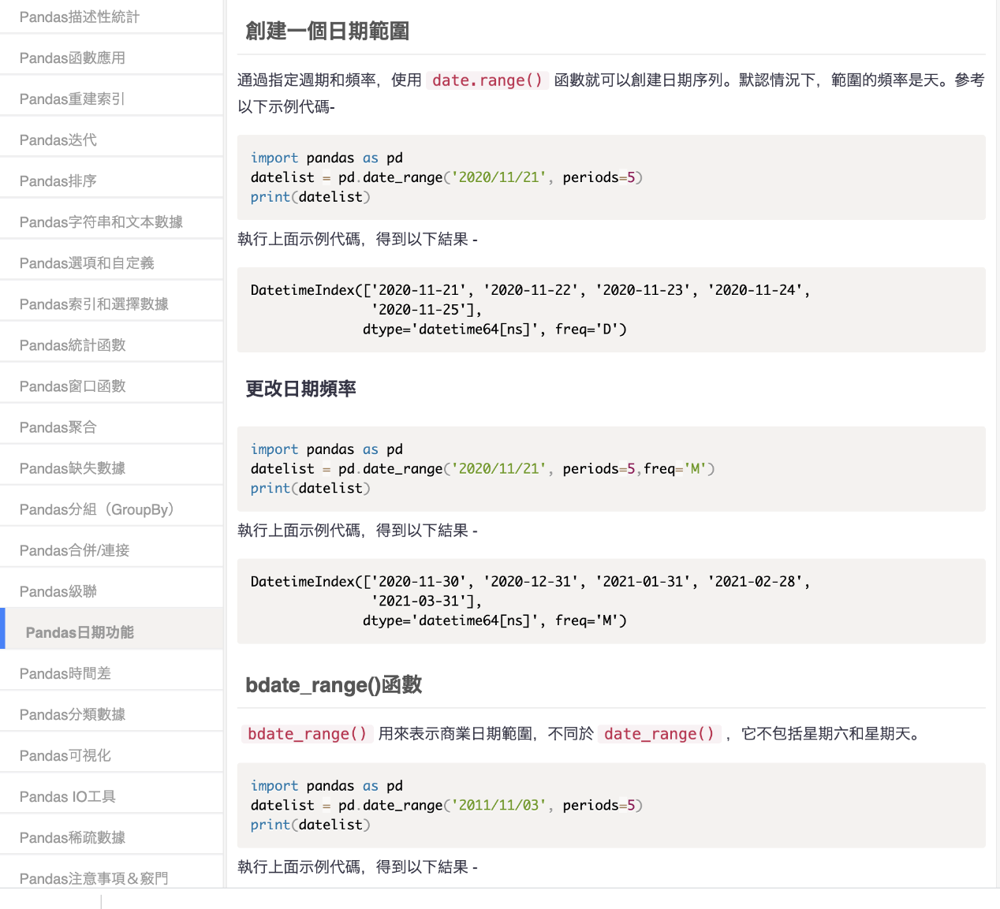 Pandas描述性統計
Pandas函數應用
Pandas重建索引
Pandas迭代
Pandas排序
Pandas字符串和文本數據
Pandas選項和自定義
Pandas索引和選擇數據
Pandas統計函數
Pandas窗口函數
Pandas聚合
Pandas缺失數據
Pandas分組（GroupBy）
Pandas合併/連接
Pandas級聯
Pandas日期功能
Pandas時間差
Pandas分類數據
Pandas可視化
Pandas IO工具
Pandas稀疏數據
Pandas注意事項＆竅門
創建一個日期範圍
通過指定週期和頻率，使用 date.range() 函數就可以創建日期序列。默認情況下，範圍的頻率是天。參考
以下示例代碼-
import pandas as pd
datelist = pd.date_range('2020/11/21', periods=5)
print(datelist)
執行上面示例代碼，得到以下結果 -
DatetimeIndex(['2020-11-21', '2020-11-22', '2020-11-23', '2020-11-24',
'2020-11-25'],
dtype='datetime64[ns]', freq='D')
更改日期頻率
import pandas as pd
datelist = pd.date_range('2020/11/21', periods=5,freq='M')
print(datelist)
執行上面示例代碼，得到以下結果 -
DatetimeIndex(['2020-11-30', '2020-12-31', '2021-01-31', '2021-02-28',
'2021-03-31'],
dtype='datetime64[ns]', freq='M')
bdate_range()函數
bdate_range() 用來表示商業日期範圍，不同於 date_range() ，它不包括星期六和星期天。
import pandas as pd
datelist = pd.date_range('2011/11/03', periods=5)
print(datelist)
執行上面示例代碼，得到以下結果 -